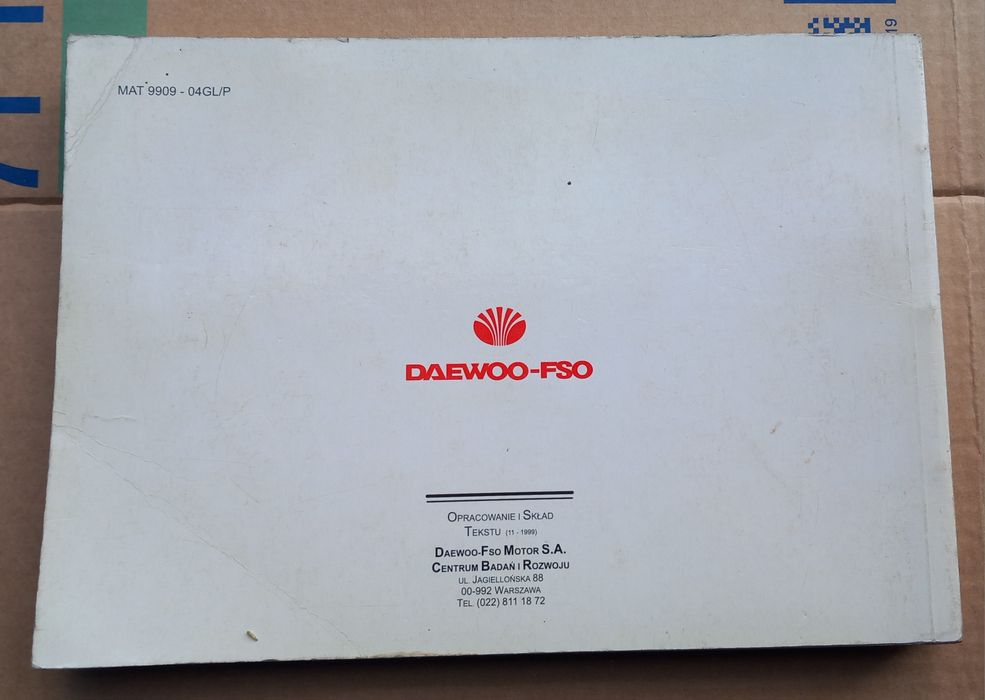 19
MAT 9909 - 04GL/P
DAEWOO-FSO
OPRACOWANIE I SKŁAD
TEKSTU (11 - 1999)
DAEWOO-FSO MOTOR S.A.
CENTRUM BADAŃ I ROZWOJU
UL. JAGIELLOŃSKA 88
00-992 WARSZAWA
TEL. (022) 811 18 72